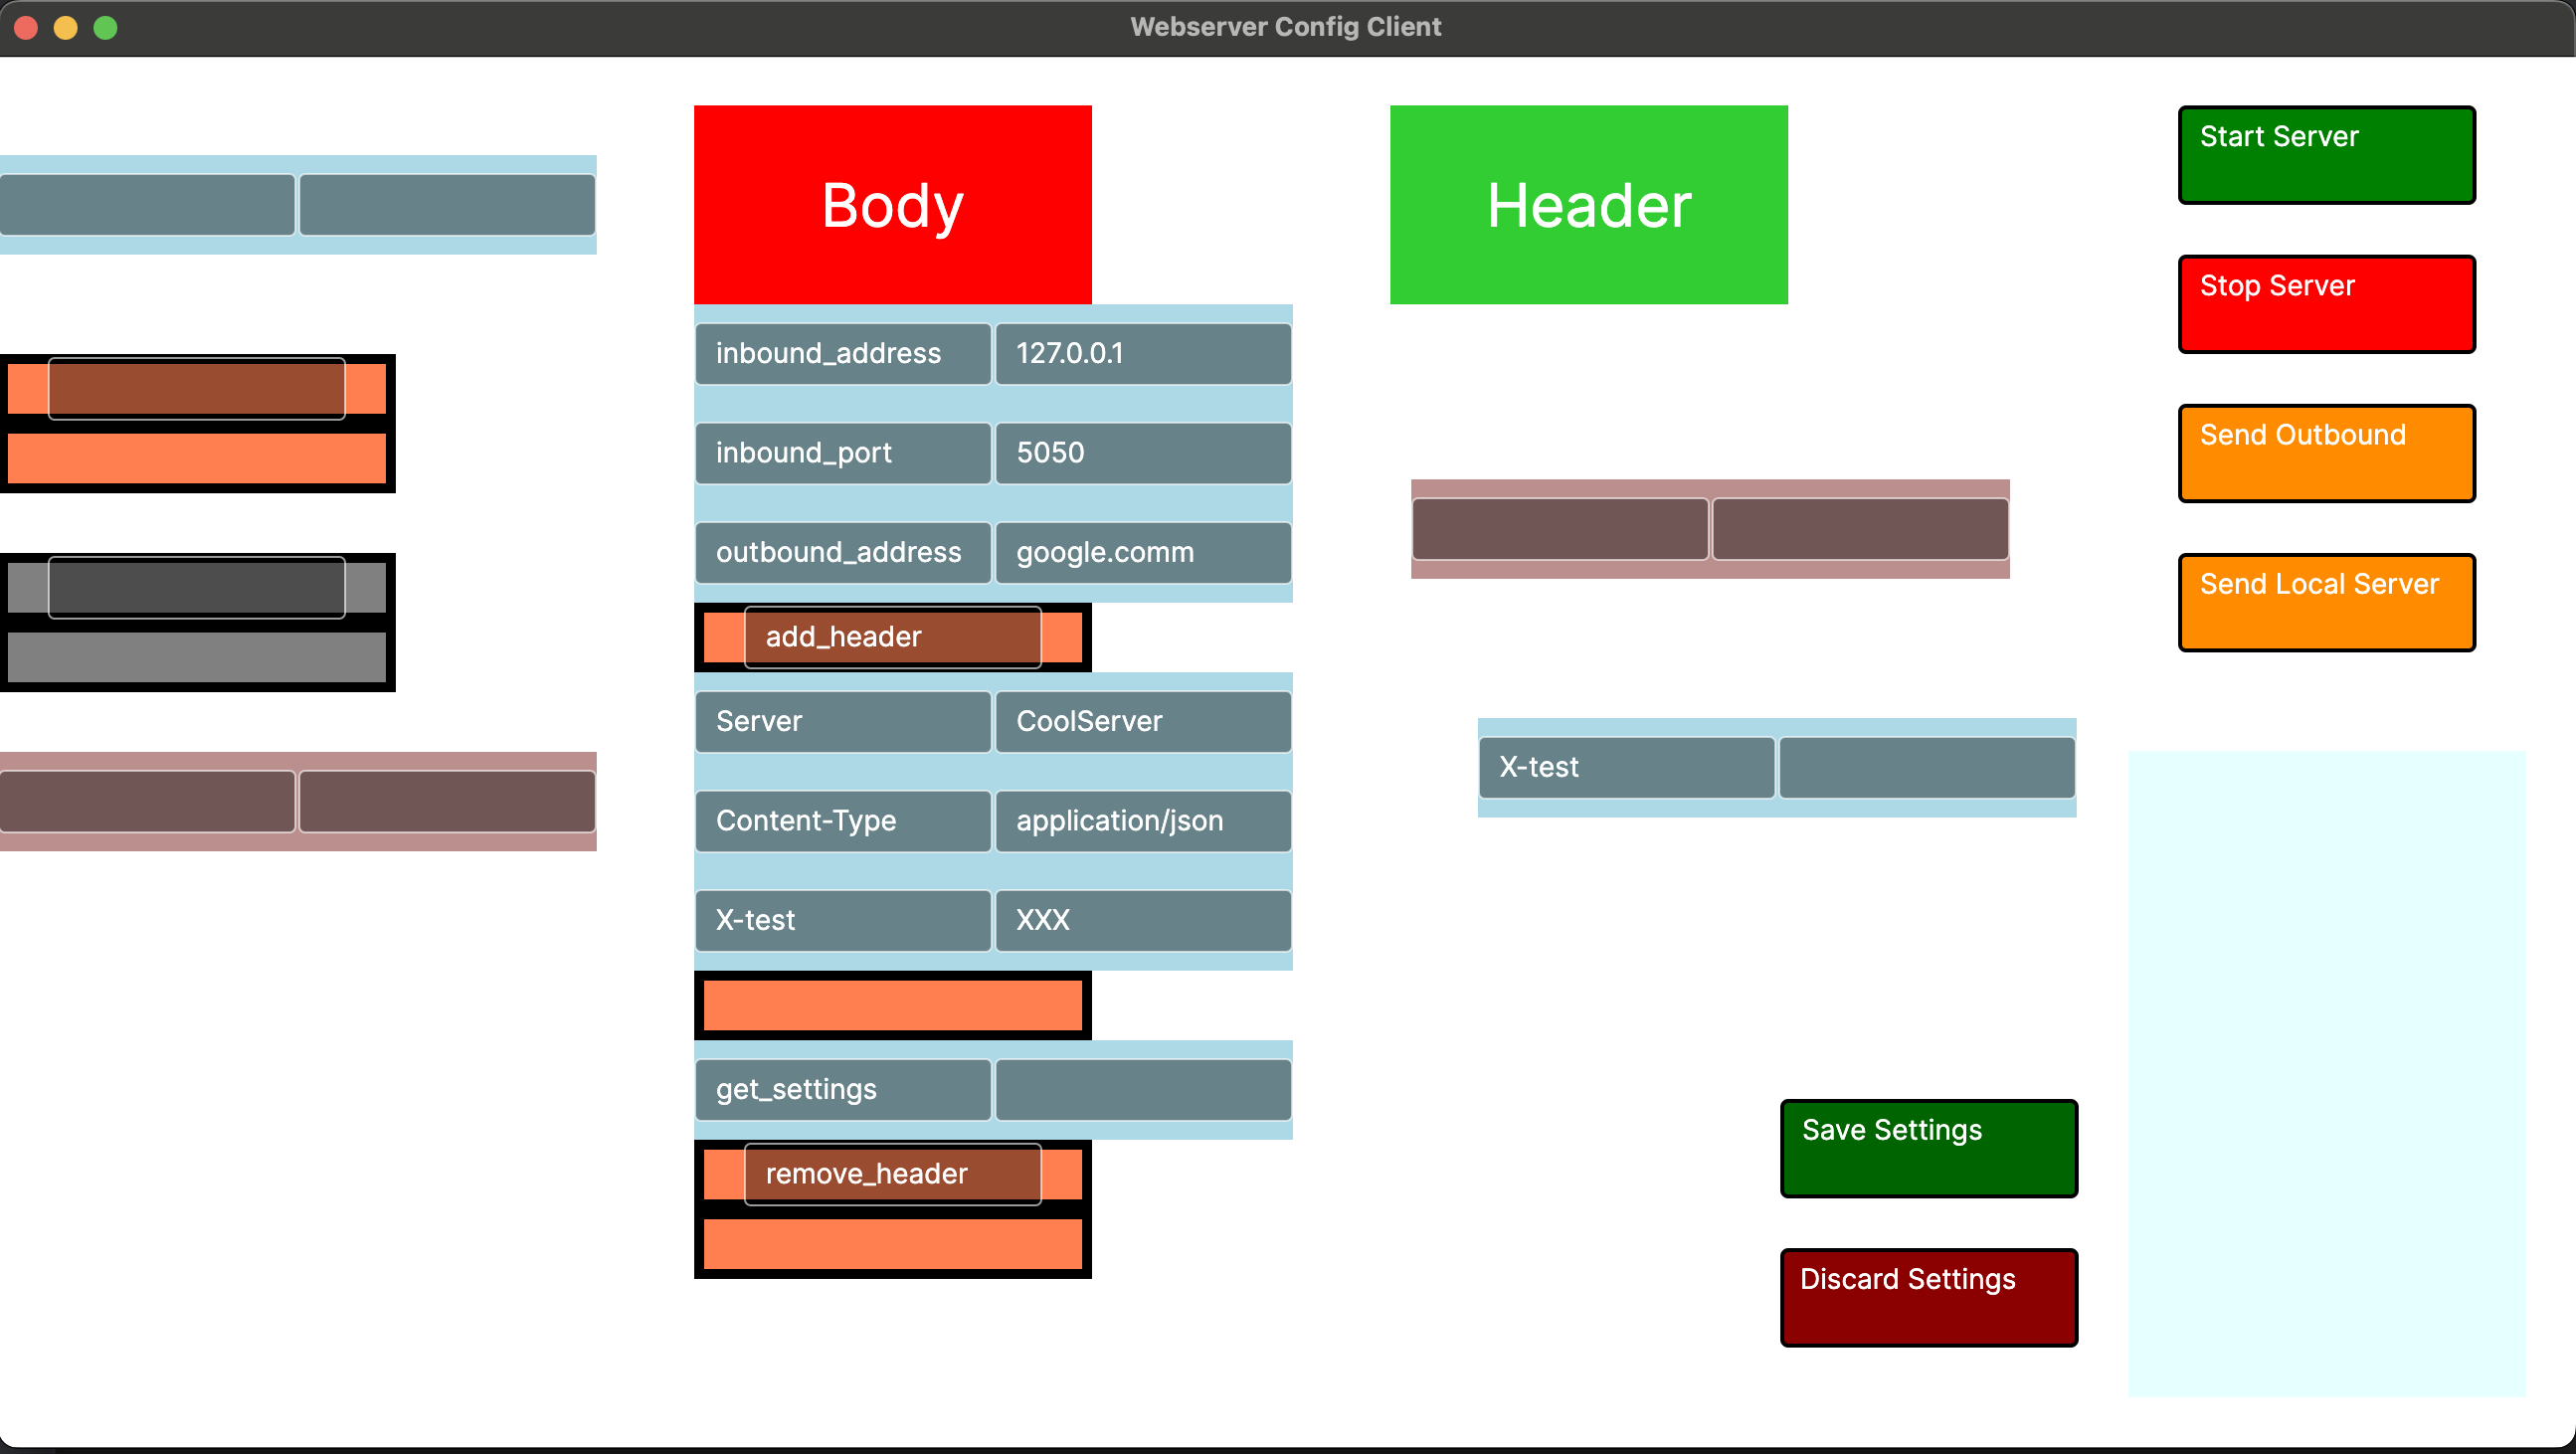 Webserver Config Client
Body
Header
Start Server
Stop Server
inbound_address 127.0.0.1
inbound_port 5050
Send Outbound
outbound_address google.comm
Send Local Server
add_header
Server CoolServer
X-test
Content-Type application/json
X-test XXX
get_settings
Save Settings
remove_header
Discard Settings